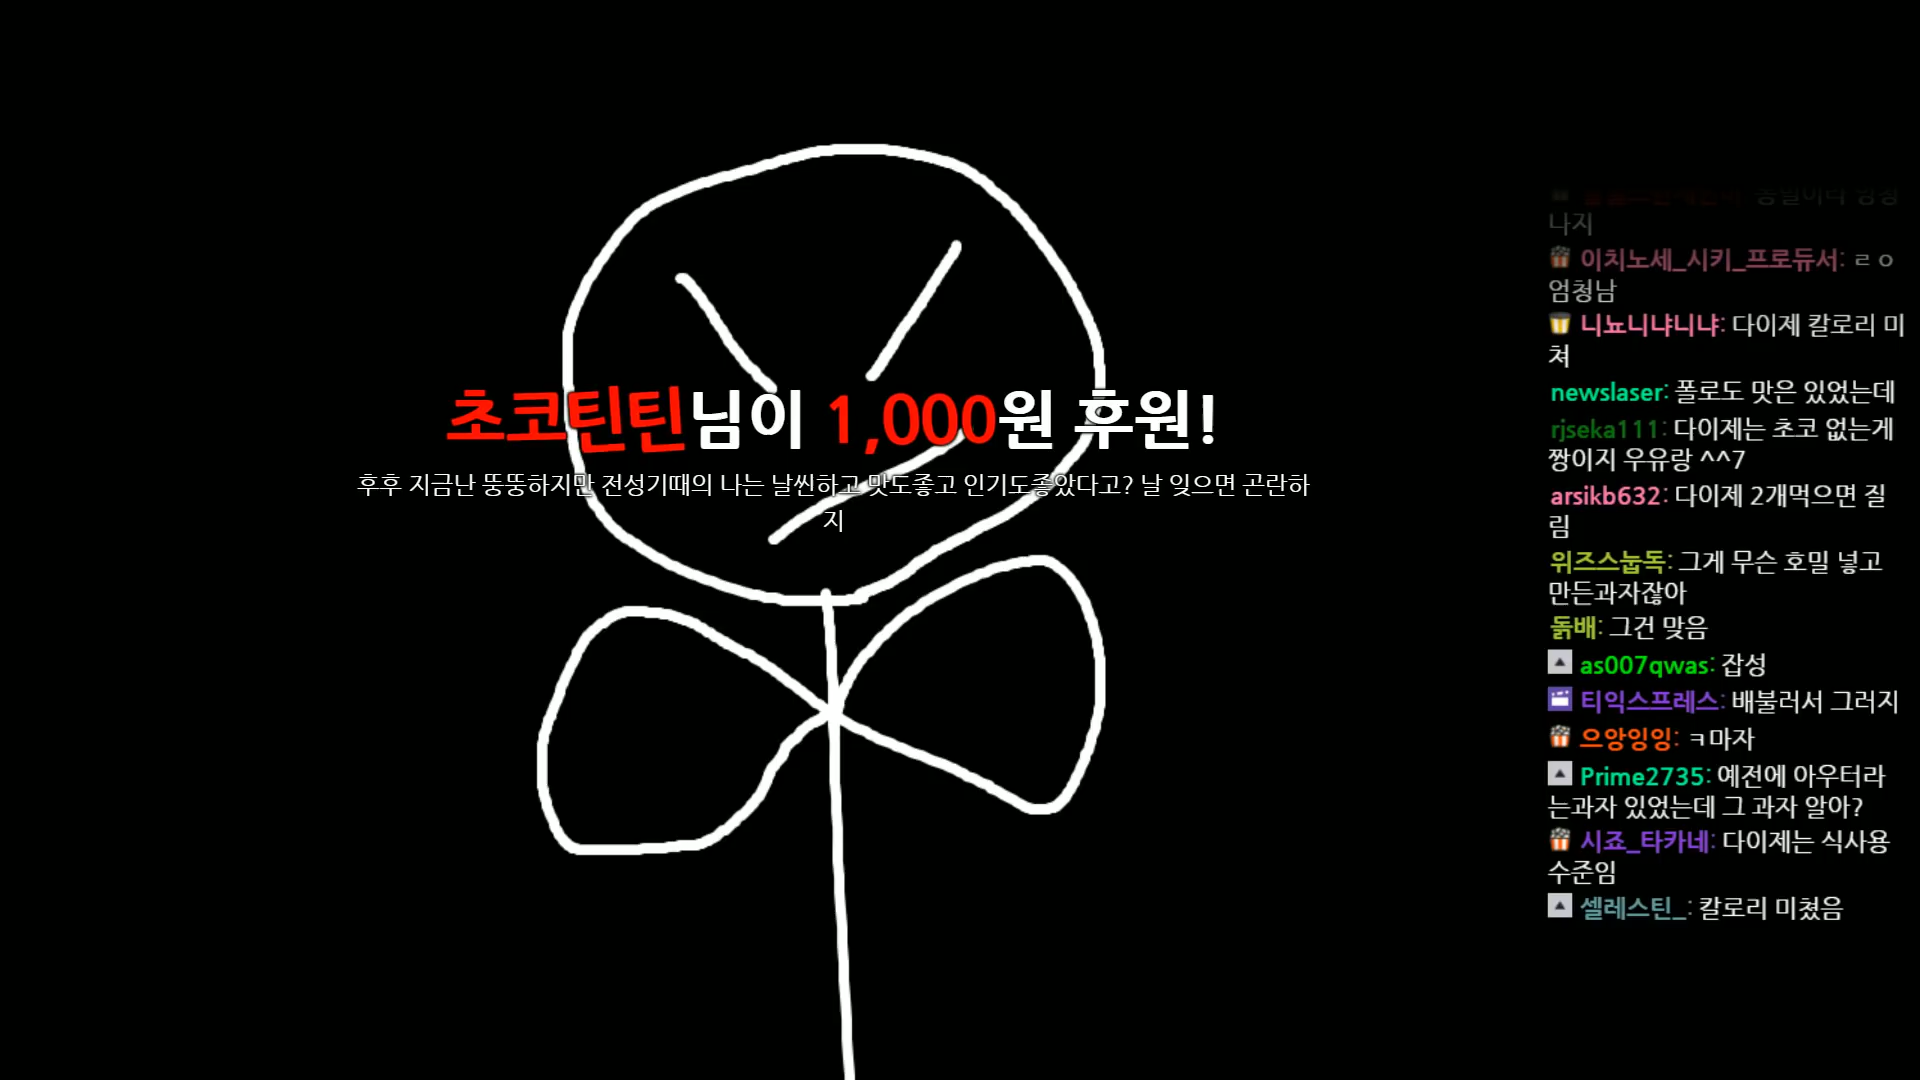 초코틴틴님이 1,000원 후원!
후후 지금난 뚱뚱하지만 전성기때의 나는 날씬하고 맛도좋고 인기도좋았다고? 날 잊으면 곤란하
지
나지
이치노세_시키_프로듀서: ㄹㅇ
엄청남
니뇨니냐니냐: 다이제 칼로리 미
쳐
newslaser: 폴로도 맛은 있었는데
rjseka111: 다이제는 초코 없는게
짱이지 우유랑 ^^7
arsikb632: 다이제 2개먹으면 질
림
위즈스눕독: 그게 무슨 호밀 넣고
만든과자잖아
돍배: 그건 맞음
as007qwas: 잡성
티익스프레스: 배불러서 그러지
으앙잉잉: ㅋ마자
Prime2735: 예전에 아우터라
는과자 있었는데 그 과자 알아?
시죠_타카네: 다이제는 식사용
수준임
셀레스틴_: 칼로리 미쳤음